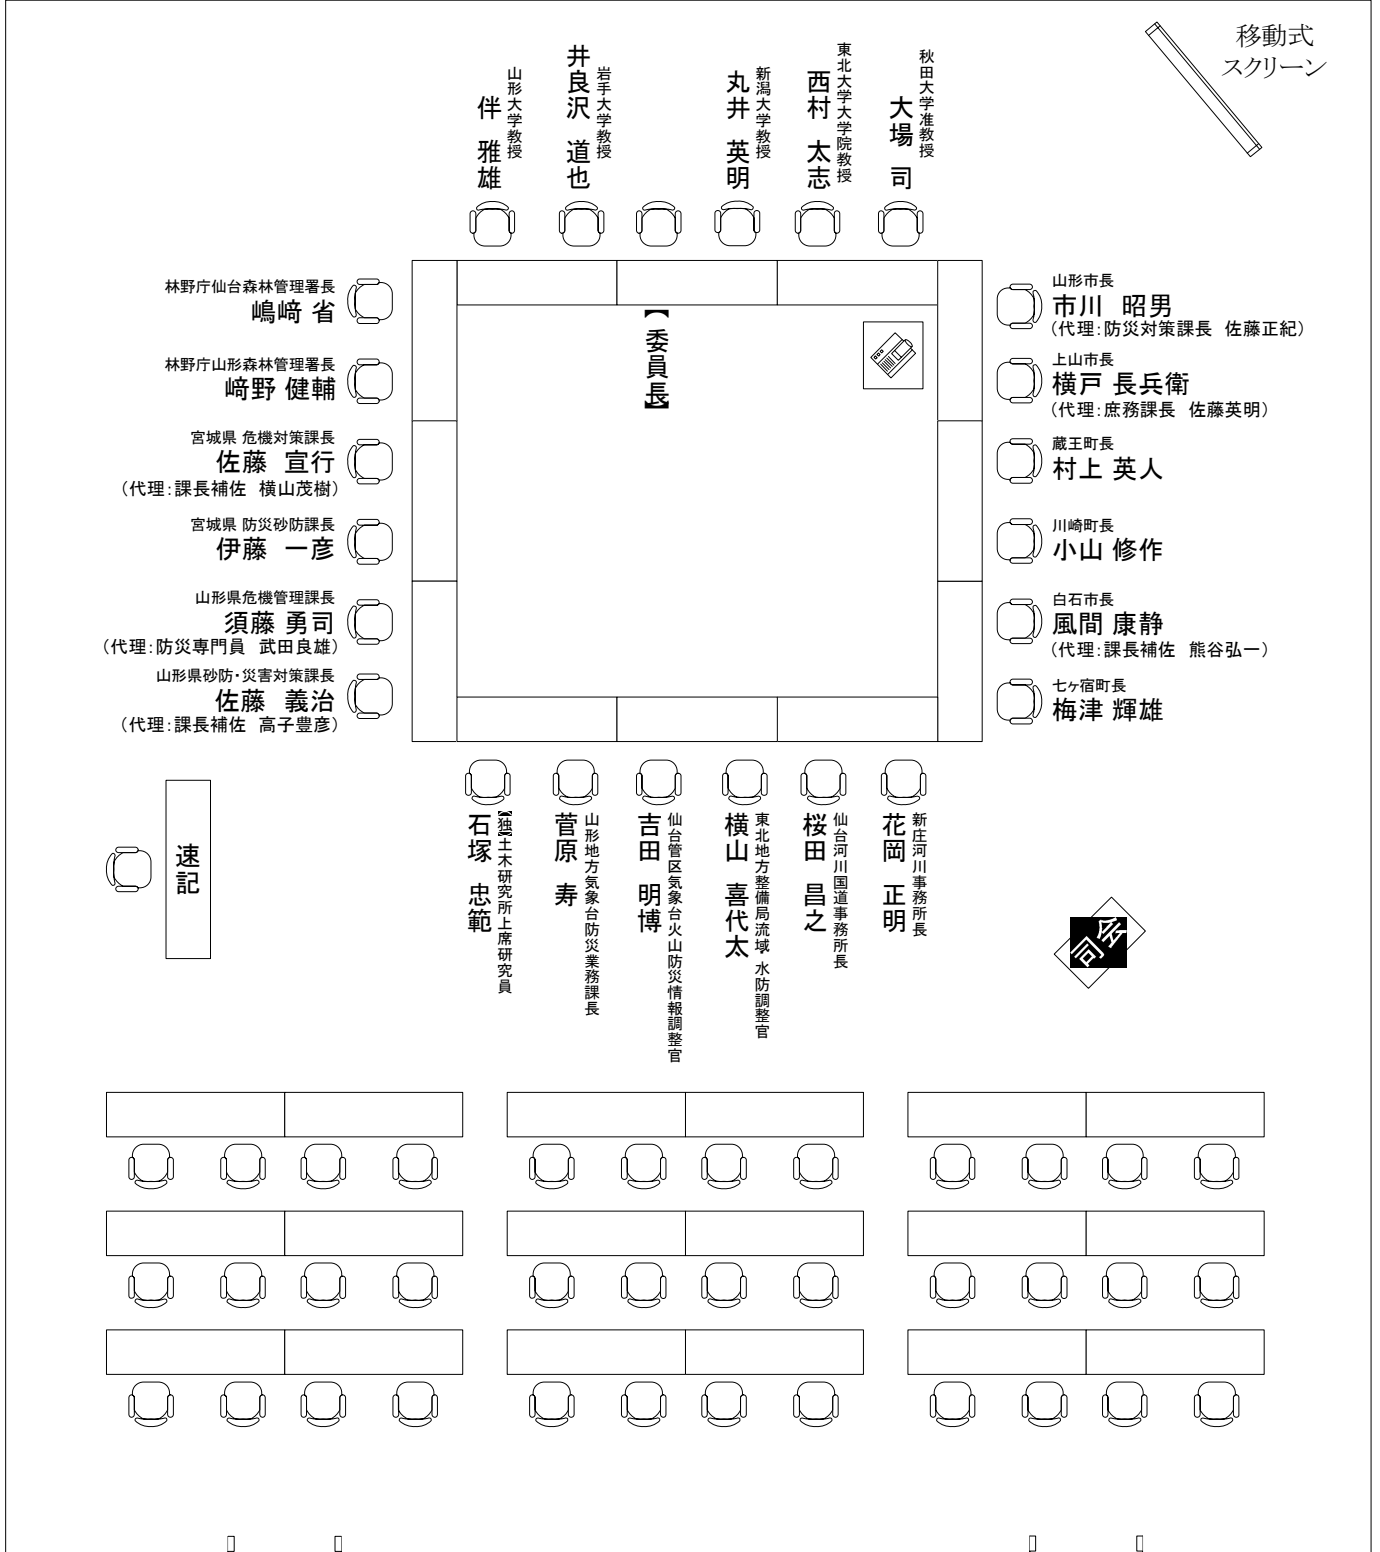 移動式
スクリーン
山形大学教授
伴 雅雄
岩手大学教授
井良沢 道也
新潟大学教授
丸井 英明
東北大学大学院教授
西村 太志
秋田大学准教授
大場 司
【委員長】
林野庁仙台森林管理署長
嶋﨑 省
林野庁山形森林管理署長
﨑野 健輔
宮城県 危機対策課長
佐藤 宣行
（代理：課長補佐 横山茂樹）
宮城県 防災砂防課長
伊藤 一彦
山形県危機管理課長
須藤 勇司
（代理：防災専門員 武田良雄）
山形県砂防・災害対策課長
佐藤 義治
（代理：課長補佐 高子豊彦）
山形市長
市川 昭男
（代理：防災対策課長 佐藤正紀）
上山市長
横戸 長兵衛
（代理：庶務課長 佐藤英明）
蔵王町長
村上 英人
川崎町長
小山 修作
白石市長
風間 康静
（代理：課長補佐 熊谷弘一）
七ヶ宿町長
梅津 輝雄
【独】土木研究所上席研究員
石塚 忠範
山形地方気象台防災業務課長
菅原 寿
仙台管区気象台火山防災情報調整官
吉田 明博
東北地方整備局流域・水防調整官
横山 喜代太
仙台河川国道事務所長
桜田 昌之
新庄河川事務所長
花岡 正明
速記
司会